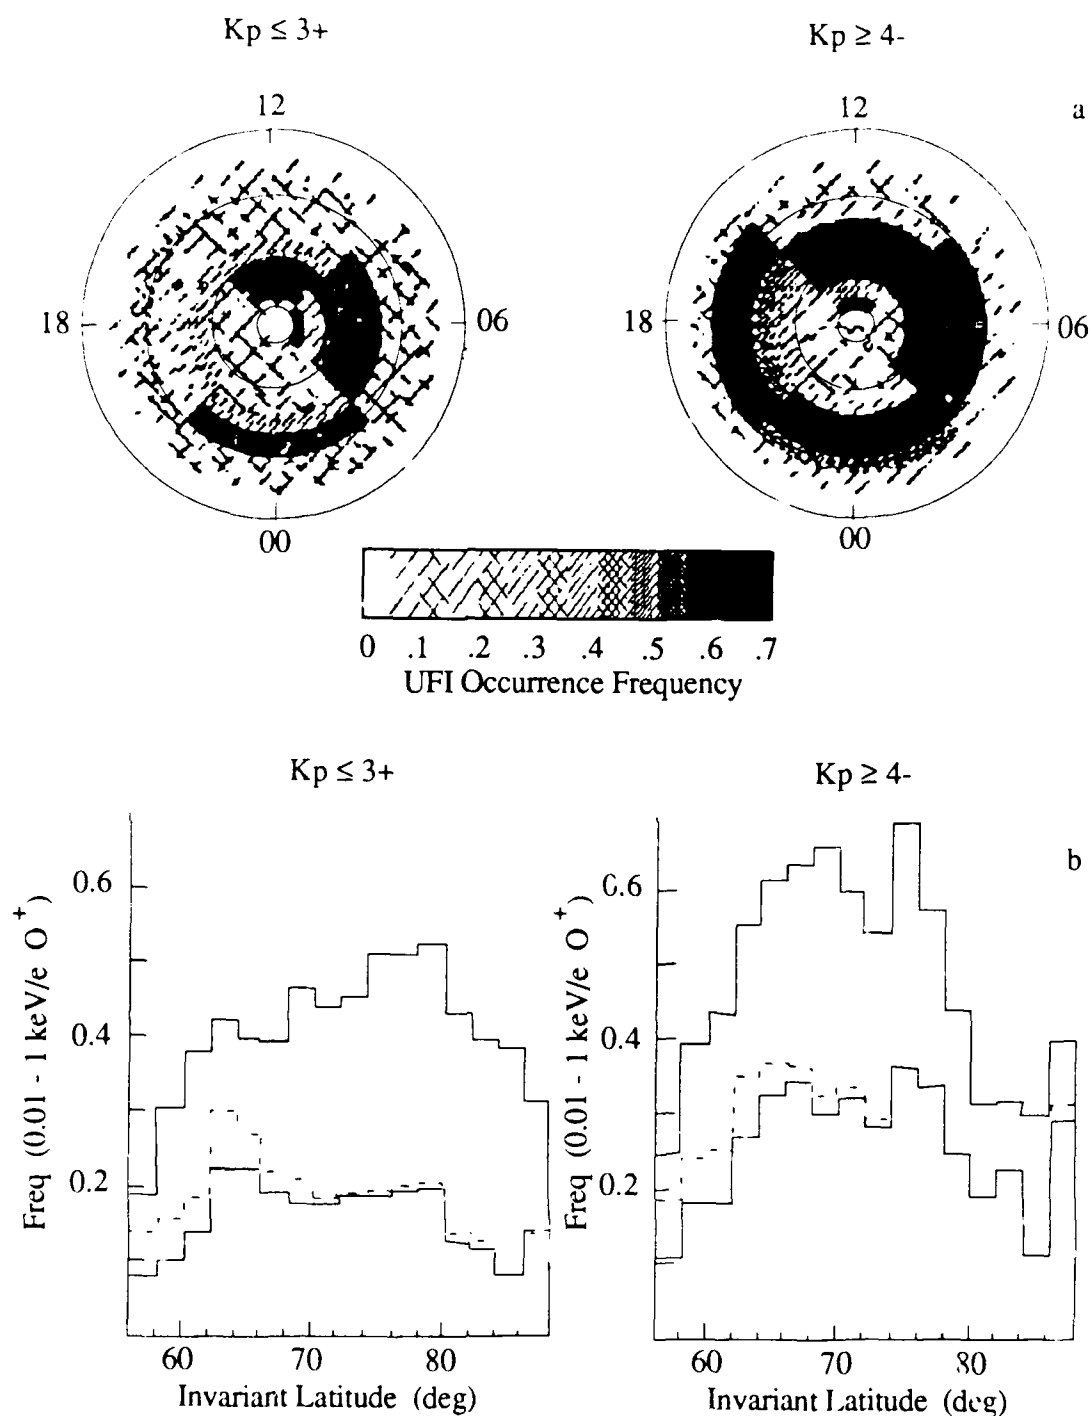 Kp ≤ 3+
Kp ≥ 4-
a
12
18
06
00
12
18
06
00
0 .1 .2 .3 .4 .5 .6 .7
UFI Occurrence Frequency
Kp ≤ 3+
Kp ≥ 4-
b
0.6
0.4
0.2
Freq (0.01 - 1 keV/e O+)
60 70 80
Invariant Latitude (deg)
0.6
0.4
0.2
Freq (0.01 - 1 keV/e O+)
60 70 80
Invariant Latitude (deg)